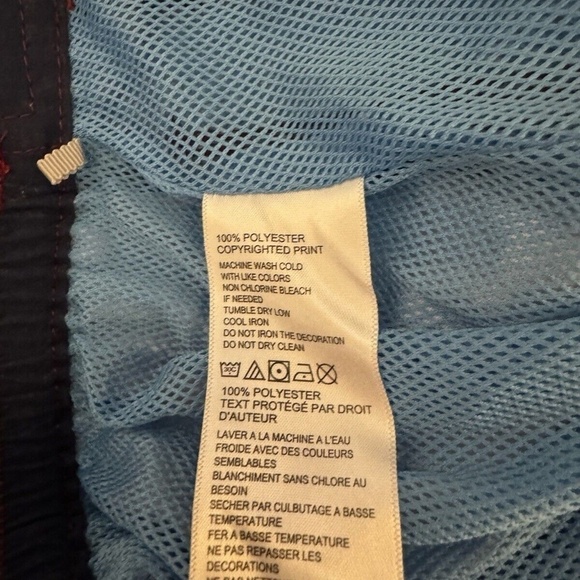 100% POLYESTER
COPYRIGHTED PRINT
MACHINE WASH COLD
WITH LIKE COLORS
NON CHLORINE BLEACH
IF NEEDED
TUMBLE DRY LOW
COOL IRON
DO NOT IRON THE DECORATION
DO NOT DRY CLEAN
100% POLYESTER
TEXT PROTÉGÉ PAR DROIT
D'AUTEUR
LAVER A LA MACHINE A L'EAU
FROIDE AVEC DES COULEURS
SEMBLABLES
BLANCHIMENT SANS CHLORE AU
BESOIN
SECHER PAR CULBUTAGE A BASSE
TEMPERATURE
FER A BASSE TEMPERATURE
NE PAS REPASSER LES
DECORATIONS
NE PAS NETTOYER